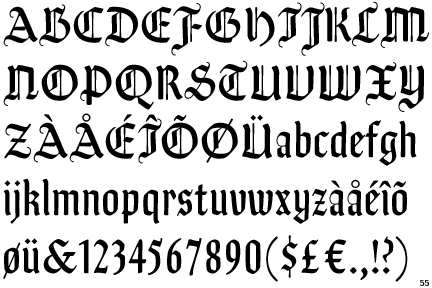 ABCDEFGHIJKLM
NOPQRSTUVWXY
ZÀÅÉÎÕØÜabcdefgh
ijklmnopqrstuvwxyzàåéîõ
øü&1234567890($£€.,!?)
55